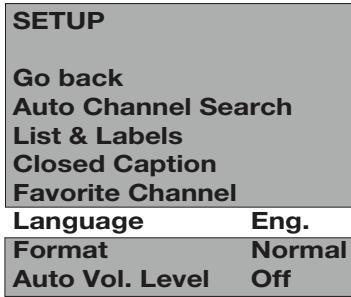 SETUP
Go back
Auto Channel Search
List & Labels
Closed Caption
Favorite Channel
Language Eng.
Format Normal
Auto Vol. Level Off